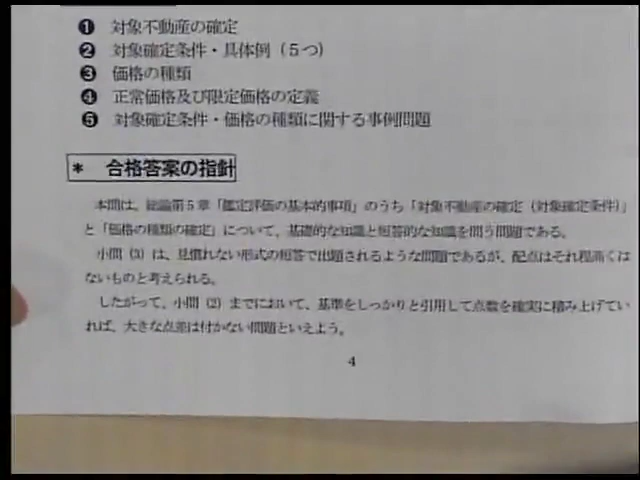 ❶ 対象不動産の確定
❷ 対象確定条件・具体例（５つ）
❸ 価格の種類
❹ 正常価格及び限定価格の定義
❺ 対象確定条件・価格の種類に関する事例問題
＊ 合格答案の指針
本問は、総論第５章「鑑定評価の基本的事項」のうち「対象不動産の確定（対象確定条件）」
と「価格の種類の確定」について、基礎的な知識と短答的な知識を問う問題である。
小問（3）は、見慣れない形式の短答で出題されるような問題であるが、配点はそれ程高くは
ないものと考えられる。
したがって、小問（2）までにおいて、基準をしっかりと引用して点数を確実に積み上げてい
れば、大きな点差は付かない問題といえよう。
4